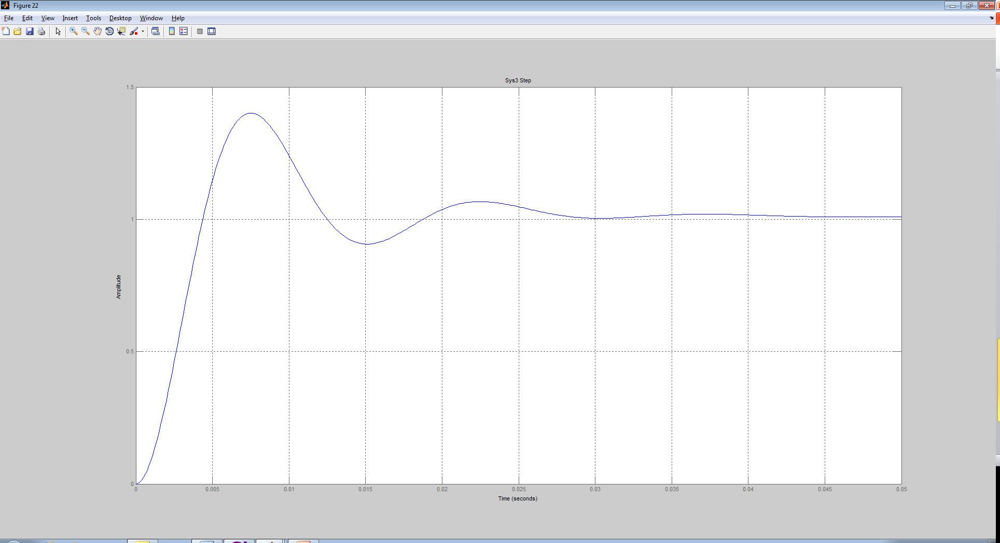 Figure 22
File Edit View Insert Tools Desktop Window Help
Sys3 Step
1.5
1
0.5
0
Amplitude
0 0.005 0.01 0.015 0.02 0.025 0.03 0.035 0.04 0.045 0.05
Time (seconds)